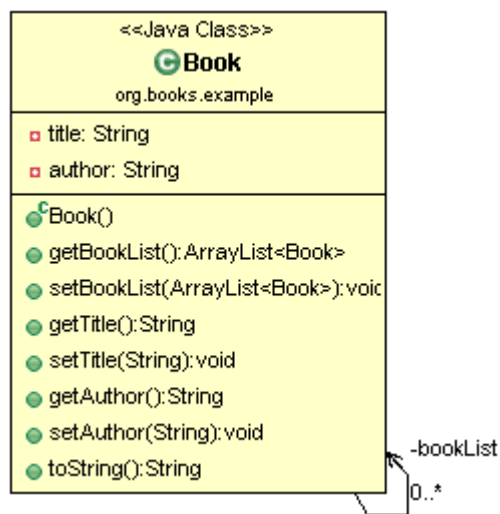 <<Java Class>>
Book
org.books.example
title: String
author: String
Book()
getBookList():ArrayList<Book>
setBookList(ArrayList<Book>):void
getTitle():String
setTitle(String):void
getAuthor():String
setAuthor(String):void
toString():String
-bookList
0..*